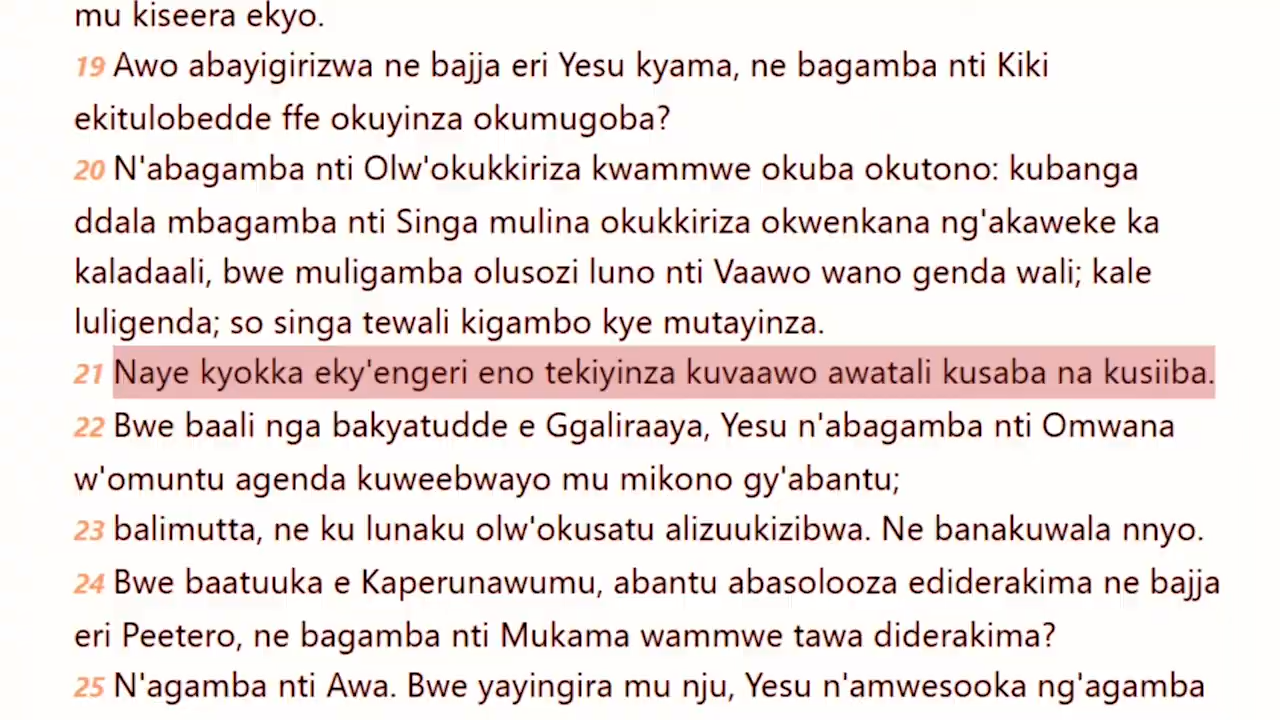 mu kiseera ekyo.
19 Awo abayigirizwa ne bajja eri Yesu kyama, ne bagamba nti Kiki
ekitulobedde ffe okuyinza okumugoba?
20 N'abagamba nti Olw'okukkiriza kwammwe okuba okutono: kubanga
ddala mbagamba nti Singa mulina okukkiriza okwenkana ng'akaweke ka
kaladaali, bwe muligamba olusozi luno nti Vaawo wano genda wali; kale
luligenda; so singa tewali kigambo kye mutayinza.
21 Naye kyokka eky'engeri eno tekiyinza kuvaawo awatali kusaba na kusiiba.
22 Bwe baali nga bakyatudde e Ggaliraaya, Yesu n'abagamba nti Omwana
w'omuntu agenda kuweebwayo mu mikono gy'abantu;
23 balimutta, ne ku lunaku olw'okusatu alizuukizibwa. Ne banakuwala nnyo.
24 Bwe baatuuka e Kaperunawumu, abantu abasolooza ediderakima ne bajja
eri Peetero, ne bagamba nti Mukama wammwe tawa diderakima?
25 N'agamba nti Awa. Bwe yayingira mu nju, Yesu n'amwesooka ng'agamba